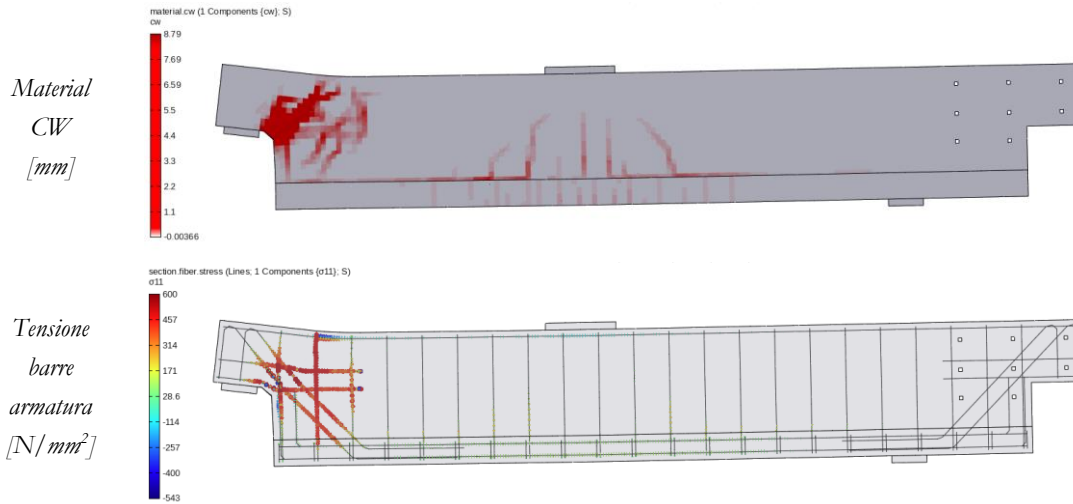 material.cw (1 Components {cw}; S)
cw
8.79
7.69
6.59
5.5
4.4
3.3
2.2
1.1
-0.00366
Material
CW
[mm]
section.fiber.stress (Lines; 1 Components {σ11}; S)
σ11
600
457
314
171
28.6
-114
-257
-400
-543
Tensione
barre
armatura
[N/mm²]